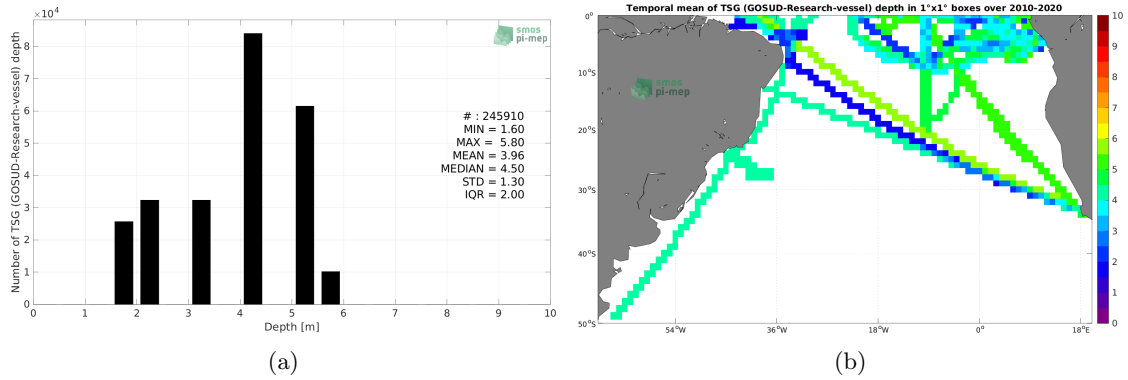 ×10⁴
8
7
6
5
4
3
2
1
0
0 1 2 3 4 5 6 7 8 9 10
Number of TSG (GOSUD-Research-vessel) depth
Depth [m]
smos
pi-mep
# : 245910
MIN = 1.60
MAX = 5.80
MEAN = 3.96
MEDIAN = 4.50
STD = 1.30
IQR = 2.00
(a)
Temporal mean of TSG (GOSUD-Research-vessel) depth in 1°x1° boxes over 2010-2020
0°
10°S
20°S
30°S
40°S
50°S
54°W 36°W 18°W 0° 18°E
smos
pi-mep
10
9
8
7
6
5
4
3
2
1
0
(b)